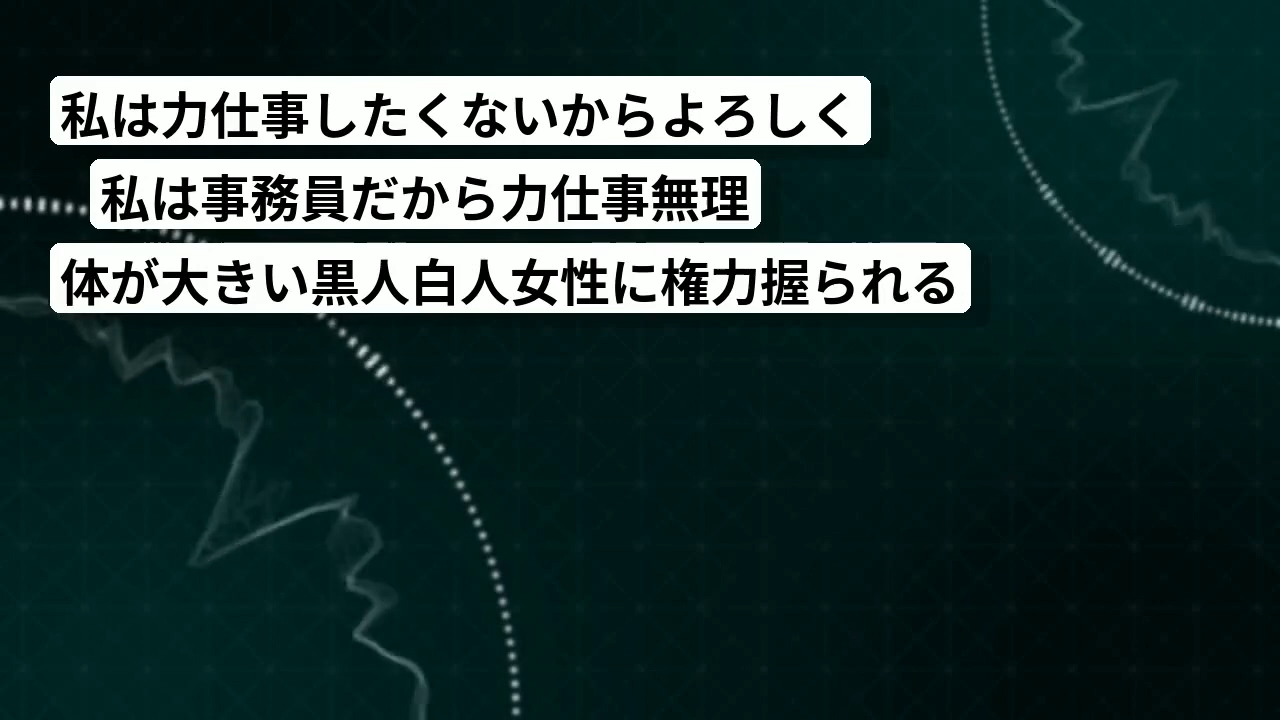 私は力仕事したくないからよろしく
私は事務員だから力仕事無理
体が大きい黒人白人女性に権力握られる